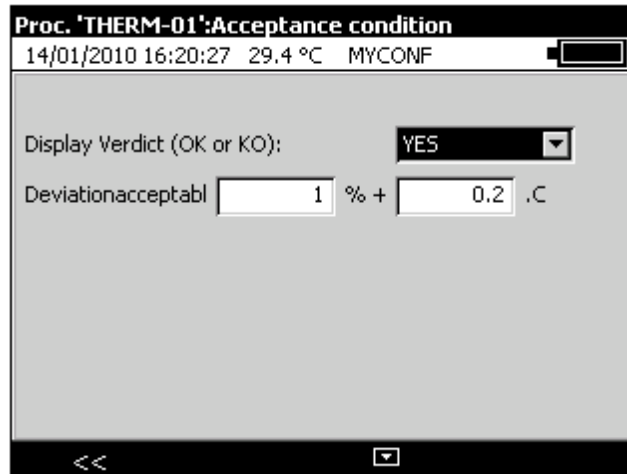 Proc. 'THERM-01':Acceptance condition
14/01/2010 16:20:27 29.4 °C MYCONF
Display Verdict (OK or KO): YES
Deviationacceptabl 1 % + 0.2 .C
<<